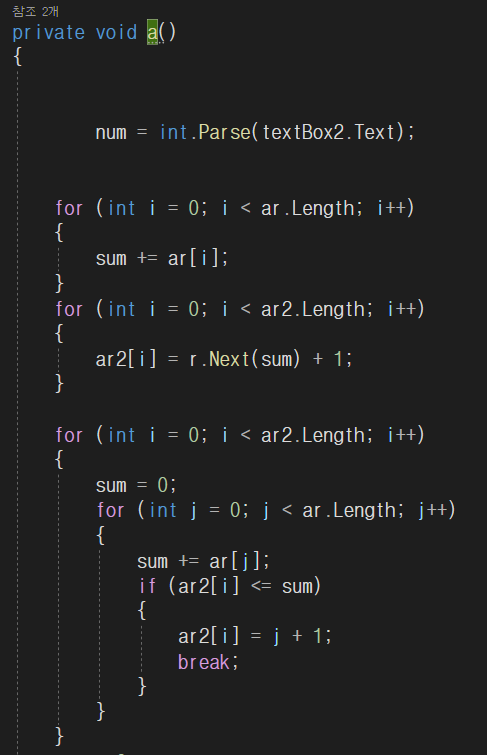 참조 2개
private void a()
{
num = int.Parse(textBox2.Text);
for (int i = 0; i < ar.Length; i++)
{
sum += ar[i];
}
for (int i = 0; i < ar2.Length; i++)
{
ar2[i] = r.Next(sum) + 1;
}
for (int i = 0; i < ar2.Length; i++)
{
sum = 0;
for (int j = 0; j < ar.Length; j++)
{
sum += ar[j];
if (ar2[i] <= sum)
{
ar2[i] = j + 1;
break;
}
}
}